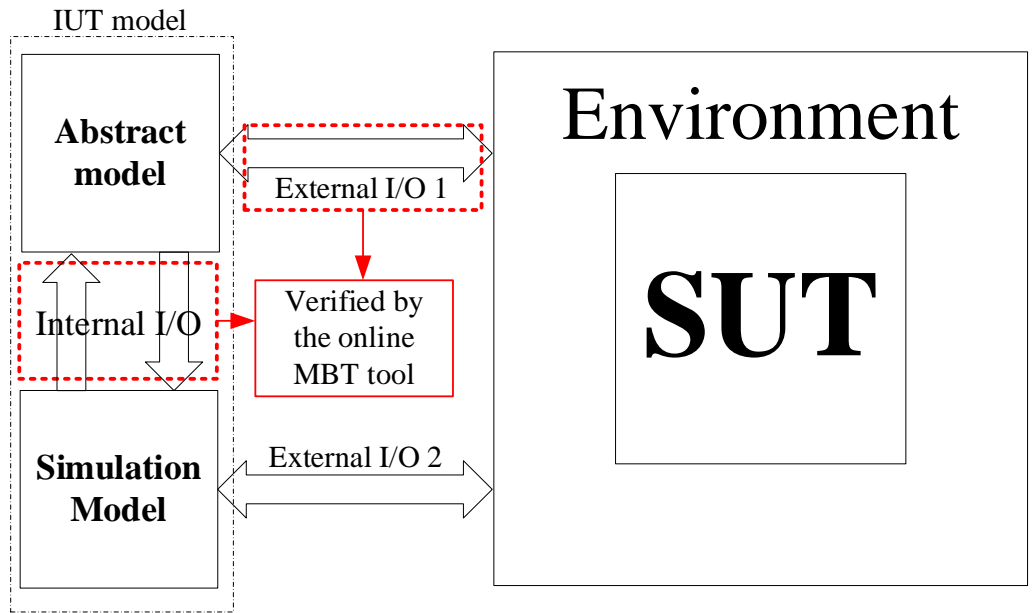 IUT model
Abstract
model
External I/O 1
Environment
SUT
Internal I/O
Verified by
the online
MBT tool
Simulation
Model
External I/O 2